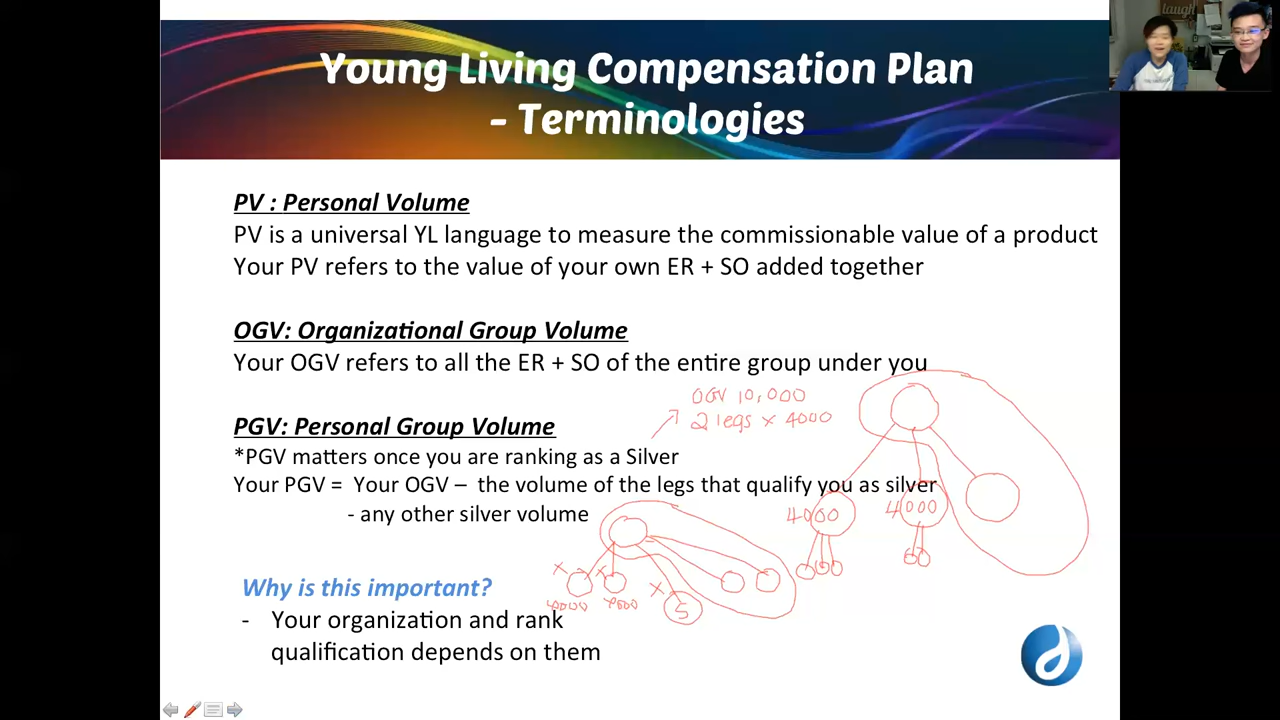 laugh
Young Living Compensation Plan
- Terminologies
PV : Personal Volume
PV is a universal YL language to measure the commissionable value of a product
Your PV refers to the value of your own ER + SO added together
OGV: Organizational Group Volume
Your OGV refers to all the ER + SO of the entire group under you
OGV 10,000
2 legs x 4000
PGV: Personal Group Volume
*PGV matters once you are ranking as a Silver
Your PGV = Your OGV – the volume of the legs that qualify you as silver
- any other silver volume
4000
4000
x
x
x
4000
4000
S
Why is this important?
- Your organization and rank
qualification depends on them